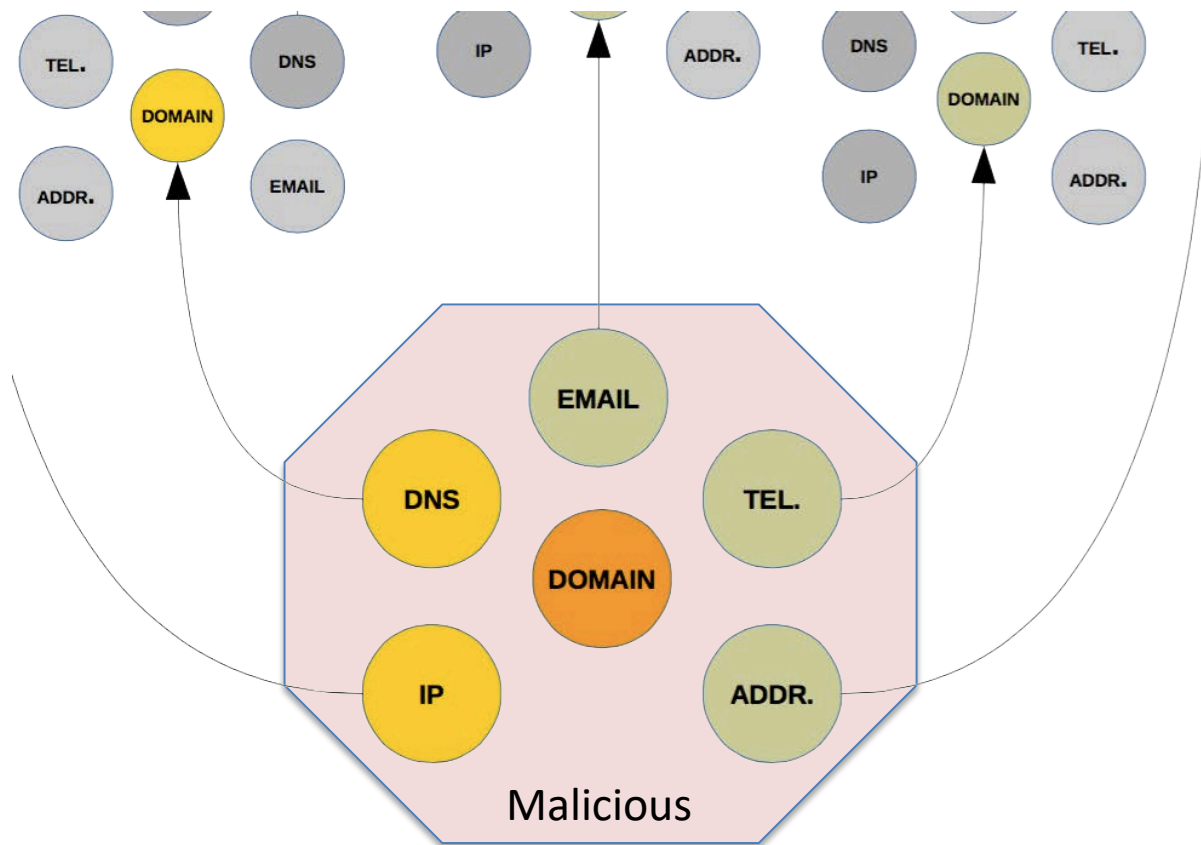 TEL.
DOMAIN
DNS
ADDR.
EMAIL
IP
ADDR.
DNS
DOMAIN
TEL.
IP
ADDR.
EMAIL
DNS
TEL.
DOMAIN
IP
ADDR.
Malicious